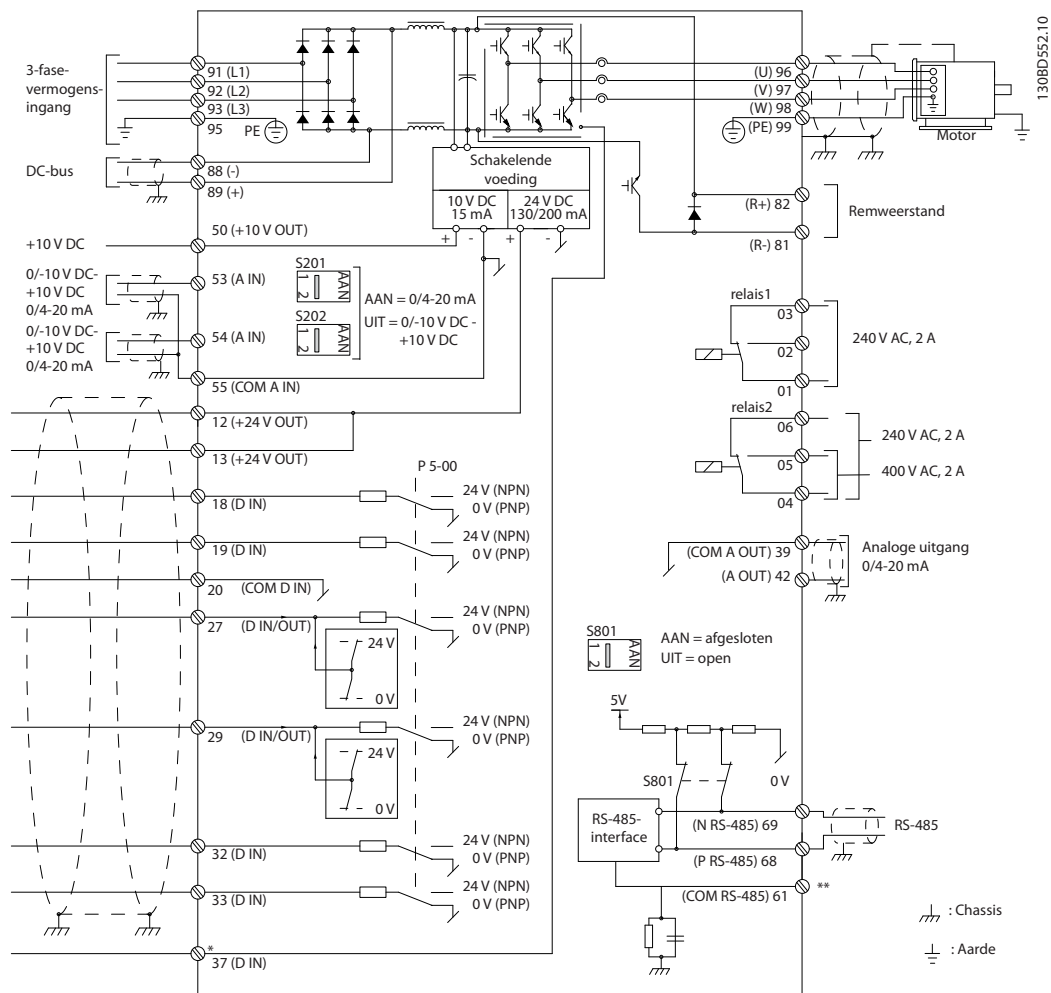 130BD552.10
3-fase-
vermogens-
ingang
91 (L1)
92 (L2)
93 (L3)
95
PE
DC-bus
88 (-)
89 (+)
+10 V DC
50 (+10 V OUT)
0/-10 V DC-
+10 V DC
0/4-20 mA
53 (A IN)
0/-10 V DC-
+10 V DC
0/4-20 mA
54 (A IN)
55 (COM A IN)
12 (+24 V OUT)
13 (+24 V OUT)
18 (D IN)
19 (D IN)
20 (COM D IN)
27 (D IN/OUT)
24 V
0 V
29 (D IN/OUT)
24 V
0 V
32 (D IN)
33 (D IN)
*
37 (D IN)
S201
1 2
AAN
S202
1 2
AAN
AAN = 0/4-20 mA
UIT = 0/-10 V DC -
+10 V DC
Schakelende
voeding
10 V DC
15 mA
24 V DC
130/200 mA
+ - + -
P 5-00
24 V (NPN)
0 V (PNP)
24 V (NPN)
0 V (PNP)
24 V (NPN)
0 V (PNP)
24 V (NPN)
0 V (PNP)
24 V (NPN)
0 V (PNP)
24 V (NPN)
0 V (PNP)
(U) 96
(V) 97
(W) 98
(PE) 99
Motor
(R+) 82
Remweerstand
(R-) 81
relais1
03
02
01
240 V AC, 2 A
relais2
06
05
04
240 V AC, 2 A
400 V AC, 2 A
(COM A OUT) 39
(A OUT) 42
Analoge uitgang
0/4-20 mA
S801
1 2
AAN
AAN = afgesloten
UIT = open
5V
S801
0 V
RS-485-
interface
(N RS-485) 69
RS-485
(P RS-485) 68
(COM RS-485) 61
**
: Chassis
: Aarde